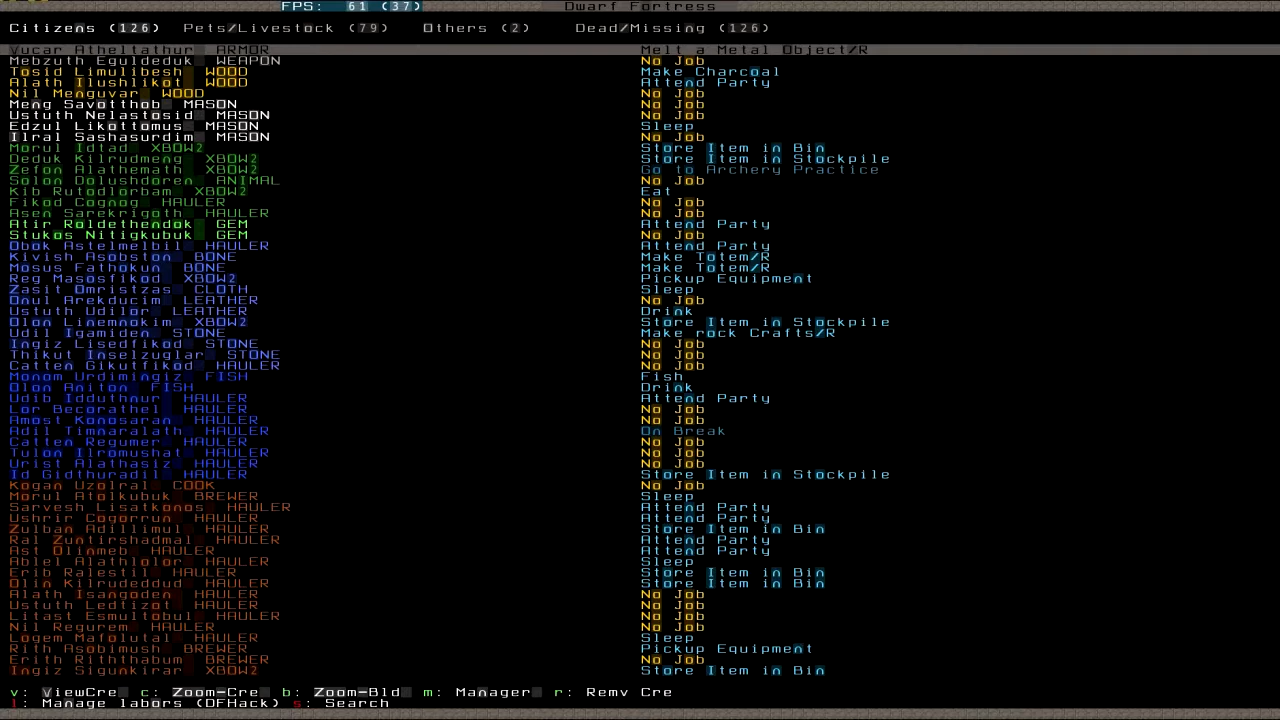 FPS: 61 (37) Dwarf Fortress
Citizens (126) Pets/Livestock (79) Others (2) Dead/Missing (126)
Vucar Atheltathur ARMOR Melt a Metal Object/R
Mebzuth Eguldeduk WEAPON No Job
Tosid Limulibesh WOOD Make Charcoal
Alath Ilushlikot WOOD Attend Party
Nil Menguvar WOOD No Job
Meng Savotthob MASON No Job
Ustuth Nelastosid MASON No Job
Edzul Likottomus MASON Sleep
Ilral Sashasurdim MASON No Job
Morul Idtad XBOW2 Store Item in Bin
Deduk Kilrudmeng XBOW2 Store Item in Stockpile
Zefon Alathemath XBOW2 Go to Archery Practice
Solon Dolushdoren ANIMAL No Job
Kib Rutodlorbam XBOW2 Eat
Fikod Cognog HAULER No Job
Asen Sarekrigoth HAULER No Job
Atir Roldethendok GEM Attend Party
Stukos Nitigkubuk GEM No Job
Obok Astelmelbil HAULER Attend Party
Kivish Asobston BONE Make Totem/R
Mosus Fathokun BONE Make Totem/R
Reg Masosfikod XBOW2 Pickup Equipment
Zasit Omristzas CLOTH Sleep
Onul Arekducim LEATHER No Job
Ustuth Udilor LEATHER Drink
Olon Linemnokim XBOW2 Store Item in Stockpile
Udil Igamiden STONE Make rock Crafts/R
Ingiz Lisedfikod STONE No Job
Thikut Inselzuglar STONE No Job
Catten Gikutfikod HAULER No Job
Monom Urdimingiz FISH Fish
Olon Aniton FISH Drink
Udib Idduthnur HAULER Attend Party
Lor Becorathel HAULER No Job
Amost Konosaran HAULER No Job
Adil Timnaralath HAULER On Break
Catten Regumer HAULER No Job
Tulon Ilromushat HAULER No Job
Urist Alathasiz HAULER No Job
Id Gidthuradil HAULER Store Item in Stockpile
Kogan Uzolral COOK No Job
Morul Atolkubuk BREWER Sleep
Sarvesh Lisatkonos HAULER Attend Party
Ushrir Cogorrun HAULER Attend Party
Zulban Adillimul HAULER Store Item in Bin
Ral Zuntirshadmal HAULER Attend Party
Ast Olinmeb HAULER Attend Party
Ablel Alathlolor HAULER Sleep
Erib Ralestil HAULER Store Item in Bin
Olin Kilruddedud HAULER Store Item in Bin
Alath Isangoden HAULER No Job
Ustuth Ledtizot HAULER No Job
Litast Esmultobul HAULER No Job
Nil Regurem HAULER No Job
Logem Mafolutal HAULER Sleep
Rith Asobimush BREWER Pickup Equipment
Erith Riththabum BREWER No Job
Ingiz Sigunkirar XBOW2 Store Item in Bin
v: ViewCre c: Zoom-Cre b: Zoom-Bld m: Manager r: Remv Cre
l: Manage labors (DFHack) s: Search